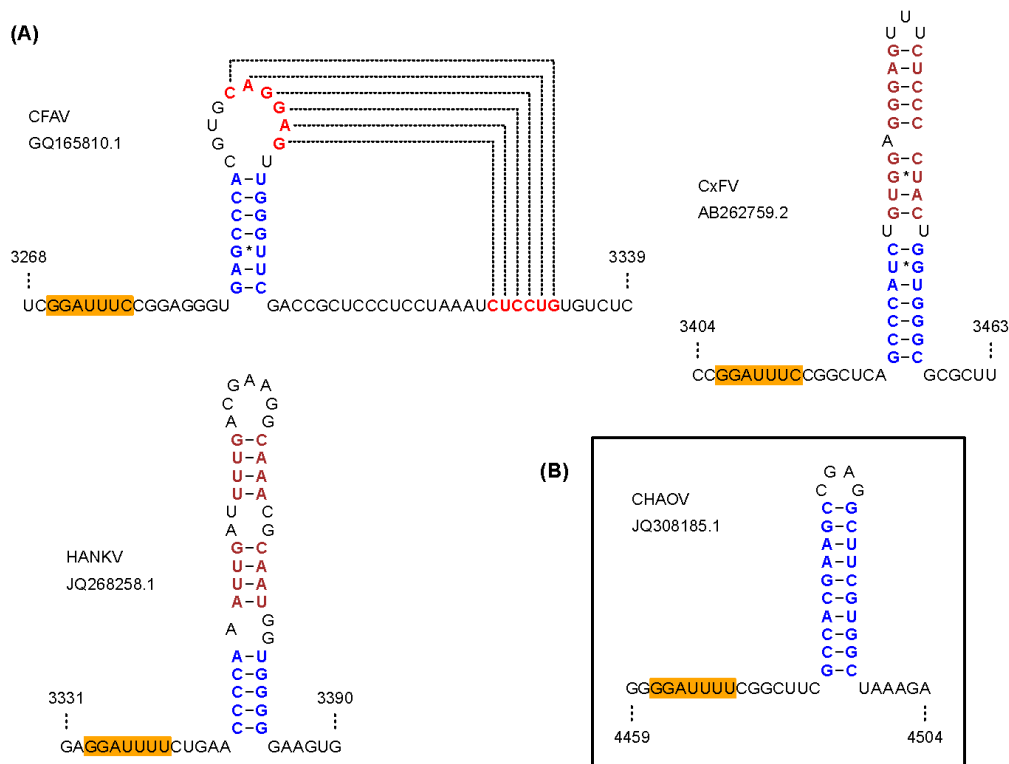 (A)
CFAV
GQ165810.1
C A G
G G
U A
G G
C U
A–U
C–G
C–G
C–G
G*U
A–U
G–C
3268
3339
UCGGAUUUCCGGAGGGU GACCGCUCCCUCCUAAAUCUCCUGUGUCUC
CxFV
AB262759.2
U
U U
G–C
A–U
G–C
G–C
G–C
A
G–C
G*U
U–A
G–C
U U
C–G
U*G
A–U
C–G
C–G
C–G
G–C
3404
3463
CCGGAUUUCCGGCUCA GCGCUU
HANKV
JQ268258.1
G A A
C G
A G
G–C
U–A
U–A
U–A
U C
A G
G–C
U–A
U–A
A–U
G
A G
A–U
C–G
C–G
C–G
C–G
3331
3390
GAGGAUUUUCUGAA GAAGUG
(B)
CHAOV
JQ308185.1
G A
C G
C–G
G–C
A–U
A–U
G–C
C–G
A–U
C–G
C–G
G–C
GGGGAUUUUCGGCUUC UAAAGA
4459
4504